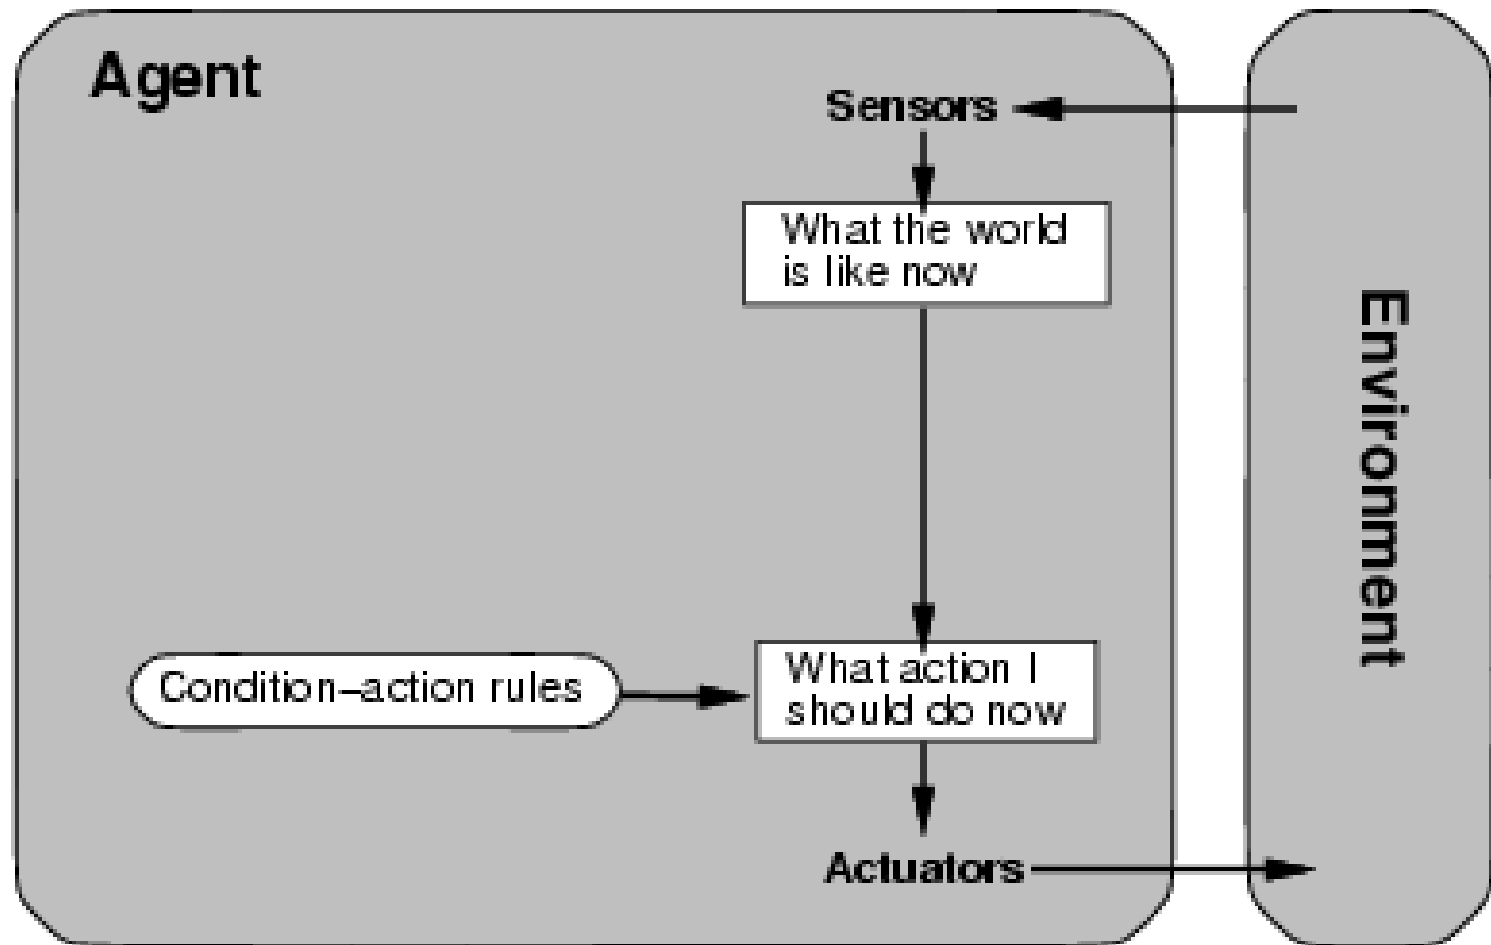 Agent
Sensors
What the world
is like now
Environment
Condition–action rules
What action I
should do now
Actuators